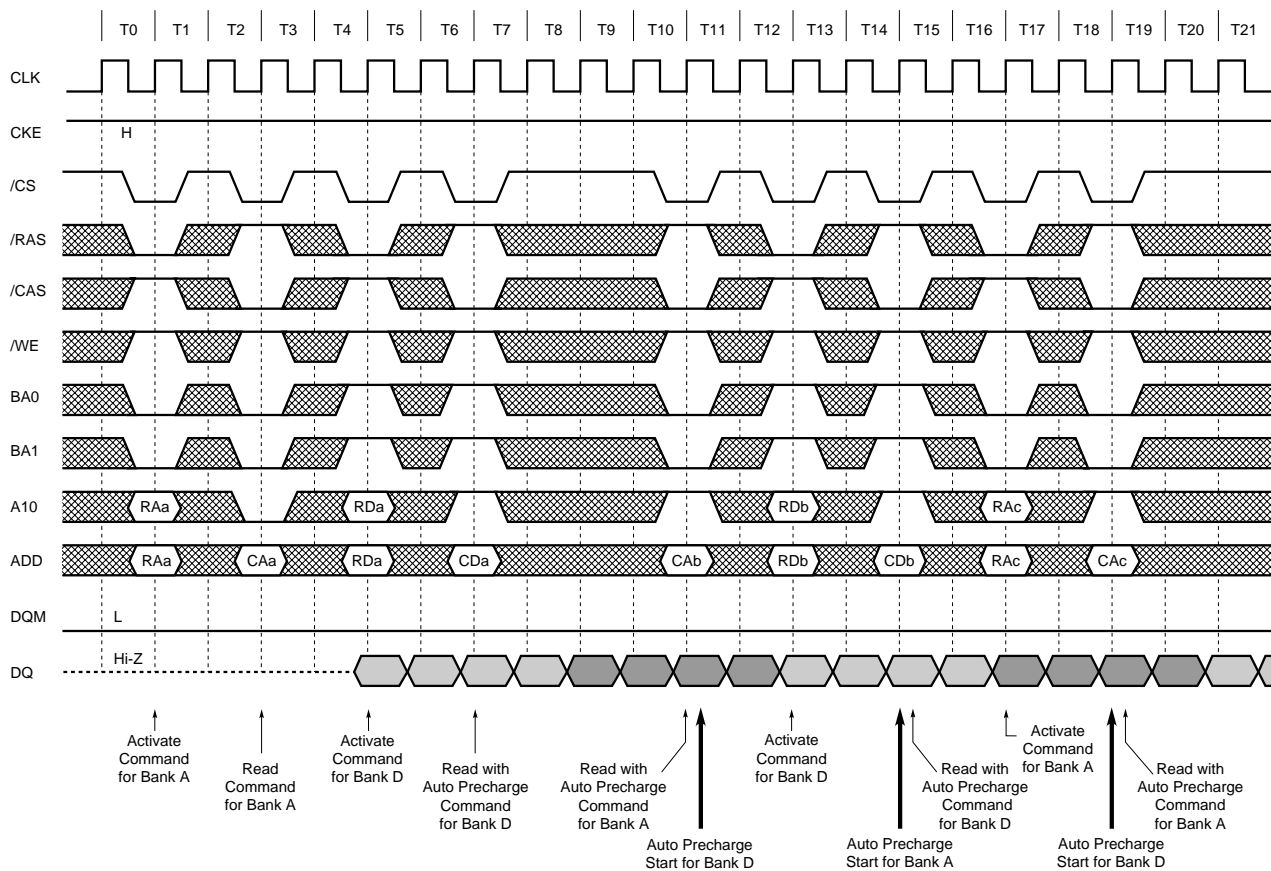 T0 T1 T2 T3 T4 T5 T6 T7 T8 T9 T10 T11 T12 T13 T14 T15 T16 T17 T18 T19 T20 T21
CLK
CKE H
/CS
/RAS
/CAS
/WE
BA0
BA1
A10 RAa RDa RDb RAc
ADD RAa CAa RDa CDa CAb RDb CDb RAc CAc
DQM L
DQ Hi-Z
Activate
Command
for Bank A
Read
Command
for Bank A
Activate
Command
for Bank D
Read with
Auto Precharge
Command
for Bank D
Read with
Auto Precharge
Command
for Bank A
Auto Precharge
Start for Bank D
Activate
Command
for Bank D
Auto Precharge
Start for Bank A
Read with
Auto Precharge
Command
for Bank D
Activate
Command
for Bank A
Auto Precharge
Start for Bank D
Read with
Auto Precharge
Command
for Bank A